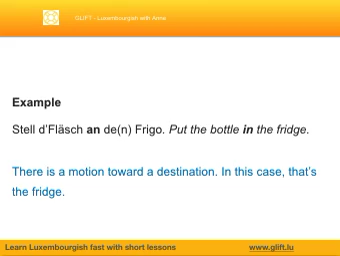 GLIFT - Luxembourgish with Anne
Example
Stell d’Fläsch an de(n) Frigo. Put the bottle in the fridge.
There is a motion toward a destination. In this case, that’s
the fridge.
Learn Luxembourgish fast with short lessons www.glift.lu